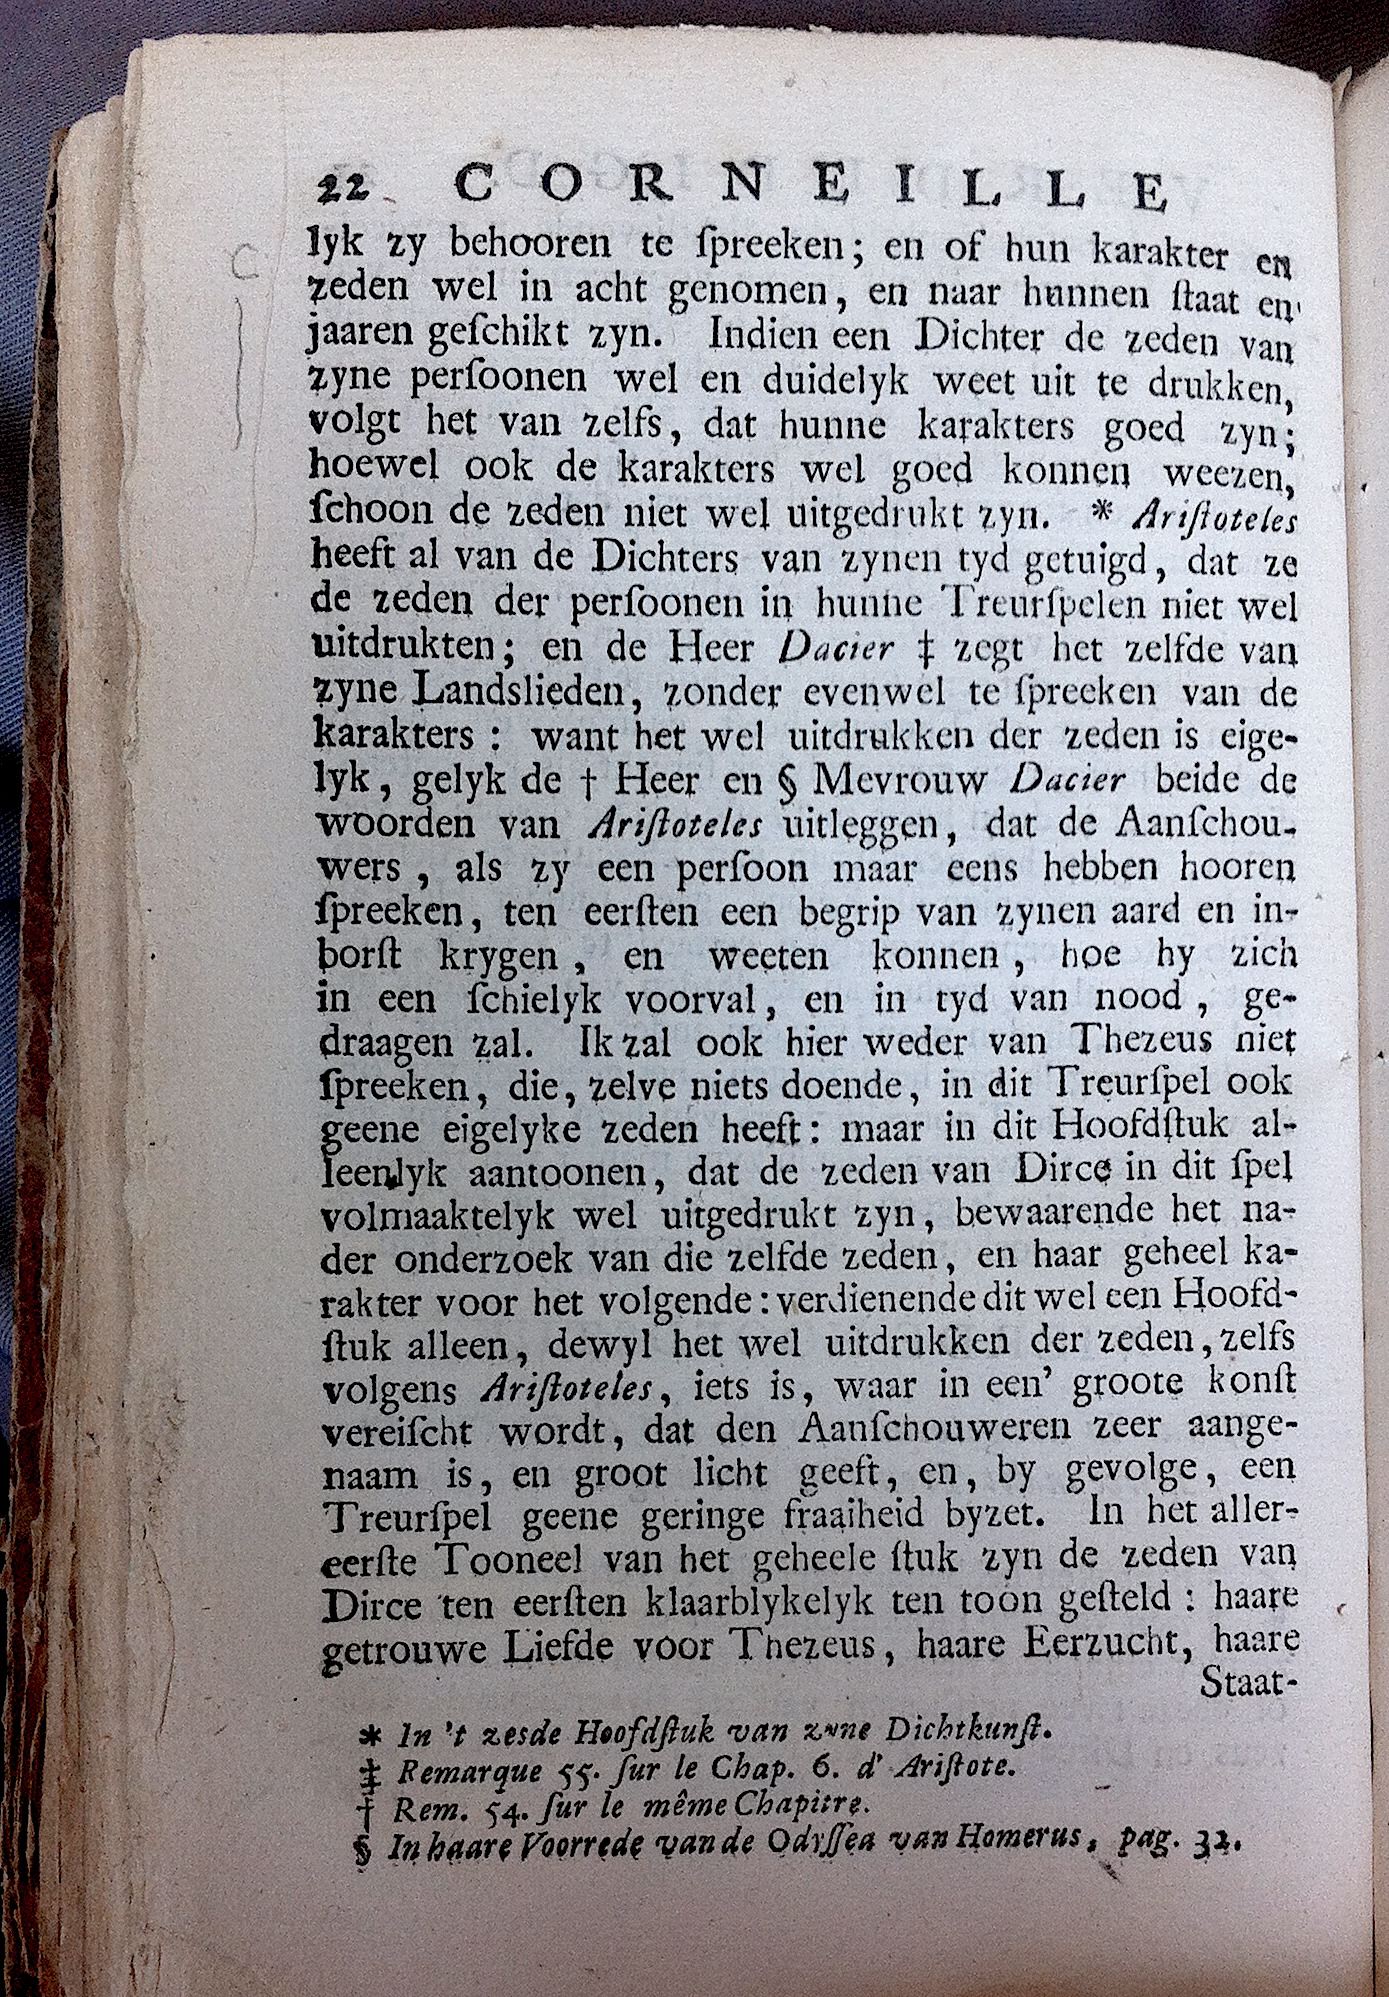 22 CORNEILLE
lyk zy behooren te ſpreeken; en of hun karakter en
zeden wel in acht genomen, en naar hunnen ſtaat en
jaaren geſchikt zyn. Indien een Dichter de zeden van
zyne perſoonen wel en duidelyk weet uit te drukken,
volgt het van zelfs, dat hunne karakters goed zyn;
hoewel ook de karakters wel goed konnen weezen,
ſchoon de zeden niet wel uitgedrukt zyn. * Ariſtoteles
heeft al van de Dichters van zynen tyd getuigd, dat ze
de zeden der perſoonen in hunne Treurſpelen niet wel
uitdrukten; en de Heer Dacier ‡ zegt het zelfde van
zyne Landslieden, zonder evenwel te ſpreeken van de
karakters: want het wel uitdrukken der zeden is eige-
lyk, gelyk de † Heer en § Mevrouw Dacier beide de
woorden van Ariſtoteles uitleggen, dat de Aanſchou-
wers, als zy een perſoon maar eens hebben hooren
ſpreeken, ten eerſten een begrip van zynen aard en in-
borſt krygen, en weeten konnen, hoe hy zich
in een ſchielyk voorval, en in tyd van nood, ge-
draagen zal. Ik zal ook hier weder van Thezeus niet
ſpreeken, die, zelve niets doende, in dit Treurſpel ook
geene eigelyke zeden heeft: maar in dit Hoofdſtuk al-
leenlyk aantoonen, dat de zeden van Dirce in dit ſpel
volmaaktelyk wel uitgedrukt zyn, bewaarende het na-
der onderzoek van die zelfde zeden, en haar geheel ka-
rakter voor het volgende: verdienende dit wel een Hoofd-
ſtuk alleen, dewyl het wel uitdrukken der zeden, zelfs
volgens Ariſtoteles, iets is, waar in een' groote konſt
vereiſcht wordt, dat den Aanſchouweren zeer aange-
naam is, en groot licht geeft, en, by gevolge, een
Treurſpel geene geringe fraaiheid byzet. In het aller-
eerſte Tooneel van het geheele ſtuk zyn de zeden van
Dirce ten eerſten klaarblykelyk ten toon geſteld: haare
getrouwe Liefde voor Thezeus, haare Eerzucht, haare
Staat-
* In 't zesde Hoofdſtuk van zyne Dichtkunſt.
‡ Remarque 55. ſur le Chap. 6. d' Ariſtote.
† Rem. 54. ſur le même Chapitre.
§ In haare Voorrede van de Odyſſea van Homerus, pag. 32.
C